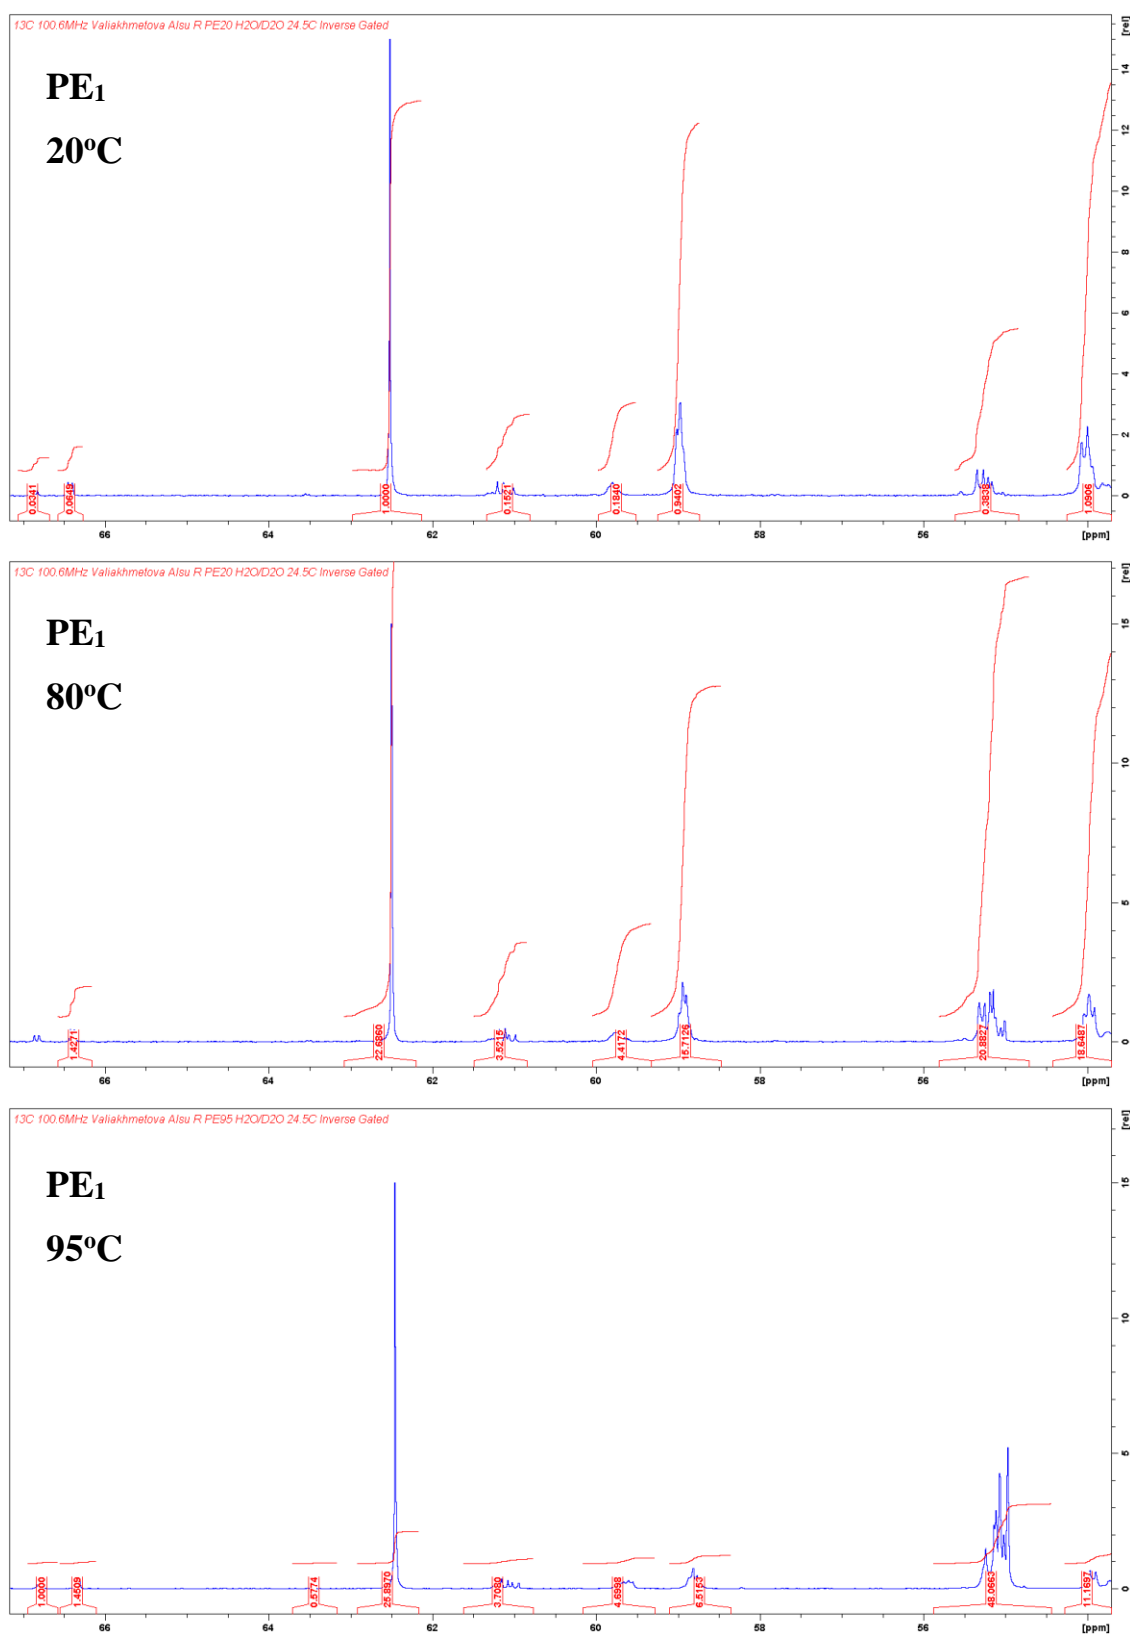 13C 100.6MHz Valiakhmetova Alsu R PE20 H2O/D2O 24.5C Inverse Gated
PE₁
20°C
[rel]
14
12
10
8
6
4
2
0
0.0341
0.0649
1.0000
0.1521
0.1840
0.9402
0.3838
1.0906
66 64 62 60 58 56 [ppm]
13C 100.6MHz Valiakhmetova Alsu R PE20 H2O/D2O 24.5C Inverse Gated
PE₁
80°C
[rel]
15
10
5
0
1.4271
22.6860
3.5215
4.4172
15.7126
20.8827
18.6487
66 64 62 60 58 56 [ppm]
13C 100.6MHz Valiakhmetova Alsu R PE95 H2O/D2O 24.5C Inverse Gated
PE₁
95°C
[rel]
15
10
5
0
1.0000
1.4509
0.5774
25.8970
3.7080
4.6998
6.5153
48.0663
11.1697
66 64 62 60 58 56 [ppm]